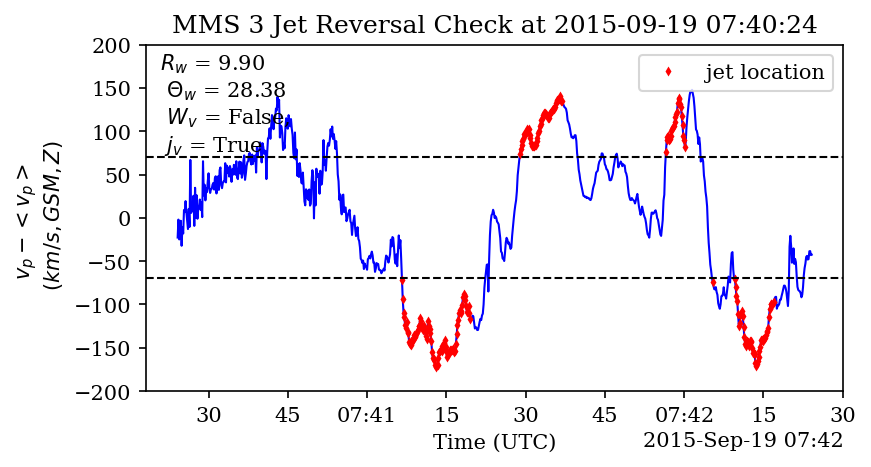 MMS 3 Jet Reversal Check at 2015-09-19 07:40:24
200
150
100
50
0
−50
−100
−150
−200
v_p − < v_p >
(km/s, GSM, Z)
R_w = 9.90
Θ_w = 28.38
W_v = False
j_v = True
jet location
30 45 07:41 15 30 45 07:42 15 30
Time (UTC)
2015-Sep-19 07:42